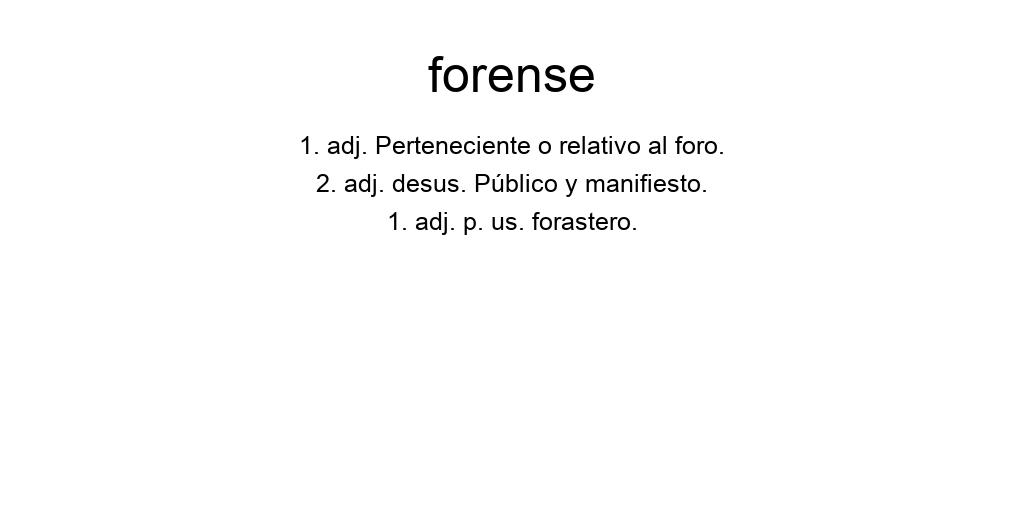 forense
1. adj. Perteneciente o relativo al foro.
2. adj. desus. Público y manifiesto.
1. adj. p. us. forastero.